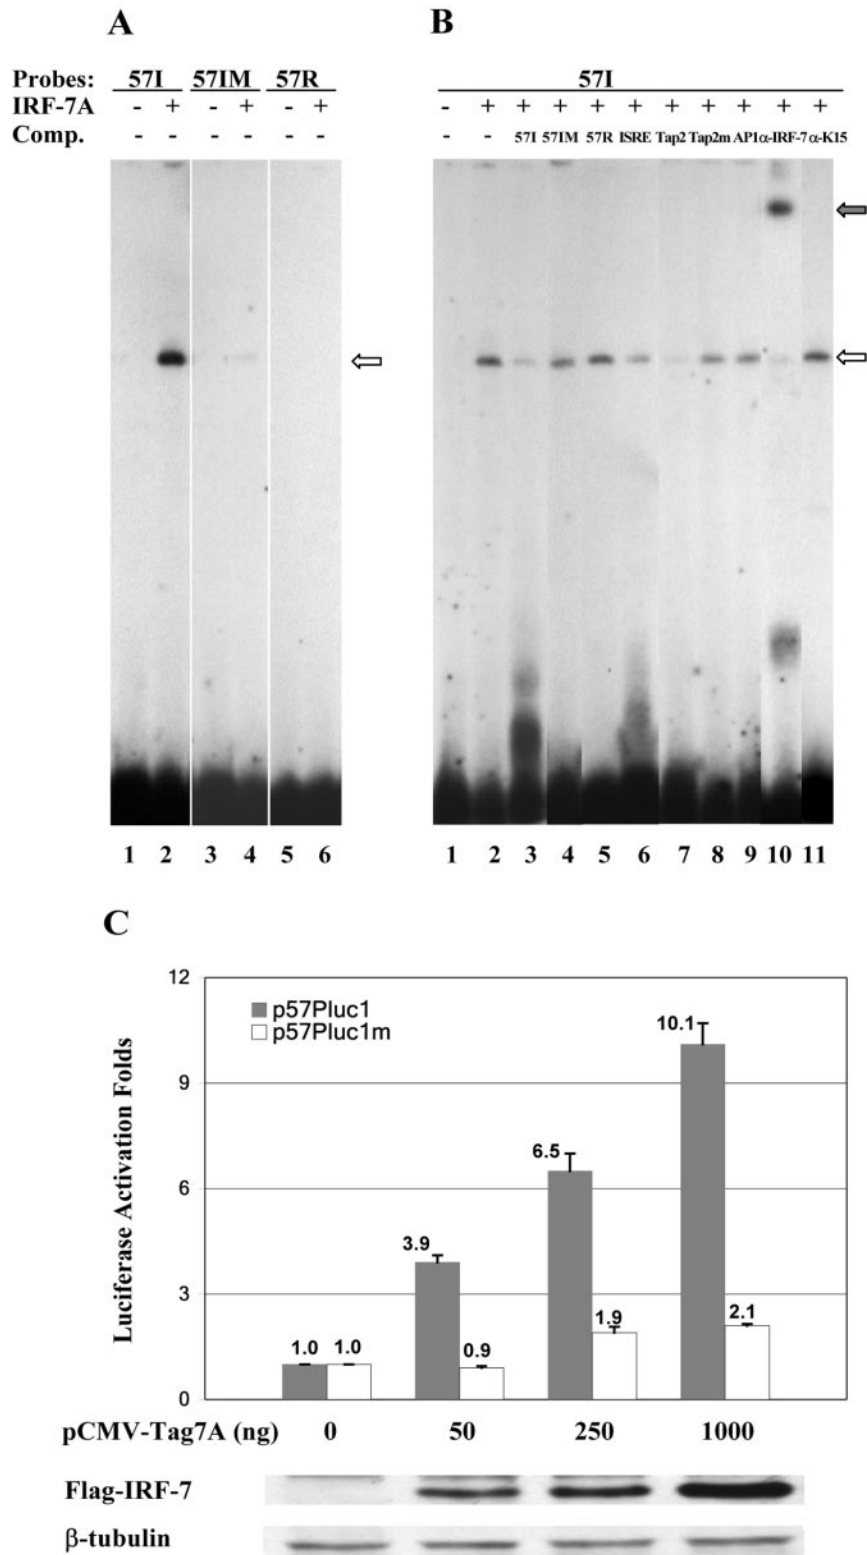 A
Probes: 57I 57IM 57R
IRF-7A - + - + - +
Comp. - - - - - -
1 2 3 4 5 6
B
57I
- + + + + + + + + + +
- - 57I 57IM 57R ISRE Tap2 Tap2m AP1 α-IRF-7 α-K15
1 2 3 4 5 6 7 8 9 10 11
C
Luciferase Activation Folds
12
9
6
3
0
p57Pluc1
p57Pluc1m
1.0 1.0 3.9 0.9 6.5 1.9 10.1 2.1
pCMV-Tag7A (ng) 0 50 250 1000
Flag-IRF-7
β-tubulin